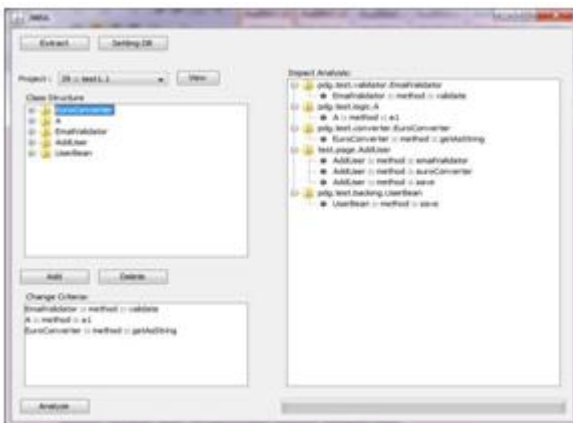 Extract
Setting DB
Project :
View
Class Structure
EuroConverter
A
EmailValidator
AddUser
UserBean
Add
Delete
Change Criteria:
EmailValidator :: method :: validate
A :: method :: a1
EuroConverter :: method :: getAsString
Analyze
Impact Analysis:
pdg.test.validator.EmailValidator
EmailValidator :: method :: validate
pdg.test.logic.A
A :: method :: a1
pdg.test.converter.EuroConverter
EuroConverter :: method :: getAsString
test.page.AddUser
AddUser :: method :: emailValidator
AddUser :: method :: euroConverter
AddUser :: method :: save
pdg.test.backing.UserBean
UserBean :: method :: save